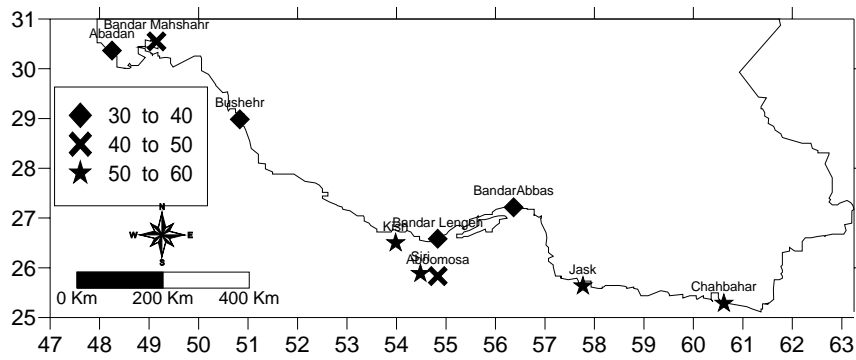 31
30
29
28
27
26
25
Bandar Mahshahr
Abadan
Bushehr
30 to 40
40 to 50
50 to 60
N
W E
S
BandarAbbas
Bandar Lengeh
Kish
Siri
Aboomosa
Jask
Chahbahar
0 Km 200 Km 400 Km
47 48 49 50 51 52 53 54 55 56 57 58 59 60 61 62 63